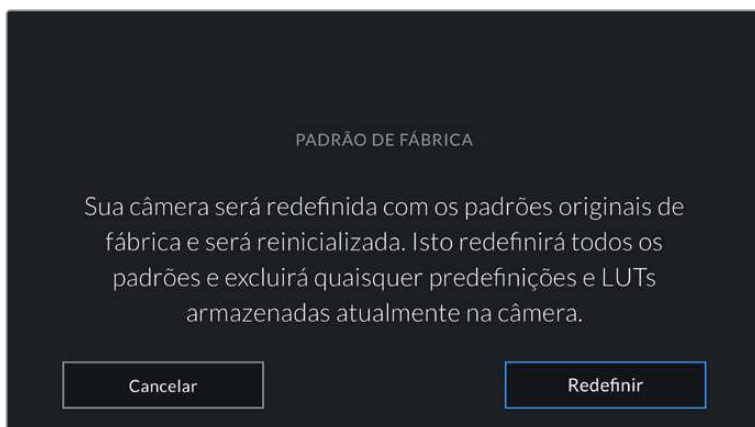 PADRÃO DE FÁBRICA
Sua câmera será redefinida com os padrões originais de
fábrica e será reinicializada. Isto redefinirá todos os
padrões e excluirá quaisquer predefinições e LUTs
armazenadas atualmente na câmera.
Cancelar
Redefinir